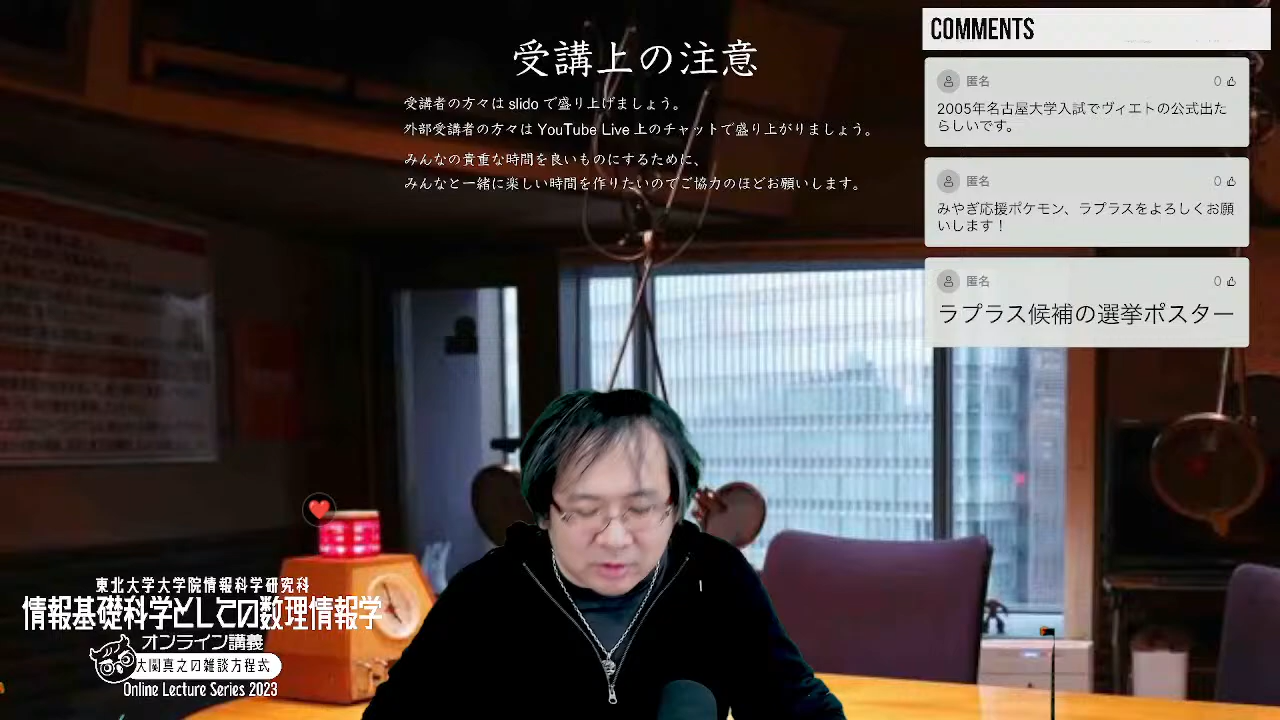 受講上の注意
受講者の方々は slido で盛り上げましょう。
外部受講者の方々は YouTube Live 上のチャットで盛り上がりましょう。
みんなの貴重な時間を良いものにするために、
みんなと一緒に楽しい時間を作りたいのでご協力のほどお願いします。
COMMENTS
匿名
0
2005年名古屋大学入試でヴィエトの公式出た
らしいです。
匿名
0
みやぎ応援ポケモン、ラプラスをよろしくお願
いします！
匿名
0
ラプラス候補の選挙ポスター
東北大学大学院情報科学研究科
情報基礎科学としての数理情報学
オンライン講義
大関真之の雑談方程式
Online Lecture Series 2023